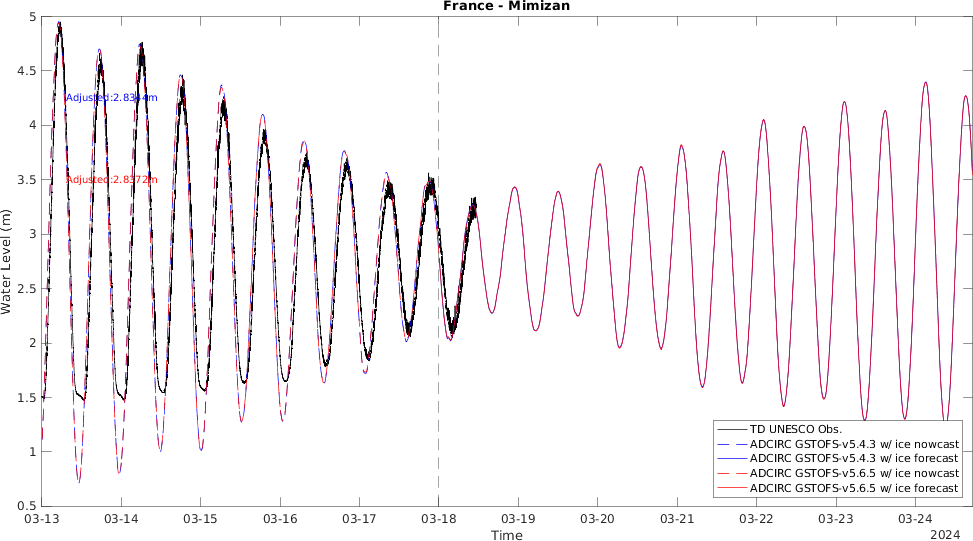 France - Mimizan
Water Level (m)
5
4.5
4
3.5
3
2.5
2
1.5
1
0.5
Adjusted:2.8344m
Adjusted:2.8372m
TD UNESCO Obs.
ADCIRC GSTOFS-v5.4.3 w/ ice nowcast
ADCIRC GSTOFS-v5.4.3 w/ ice forecast
ADCIRC GSTOFS-v5.6.5 w/ ice nowcast
ADCIRC GSTOFS-v5.6.5 w/ ice forecast
03-13 03-14 03-15 03-16 03-17 03-18 03-19 03-20 03-21 03-22 03-23 03-24
Time
2024